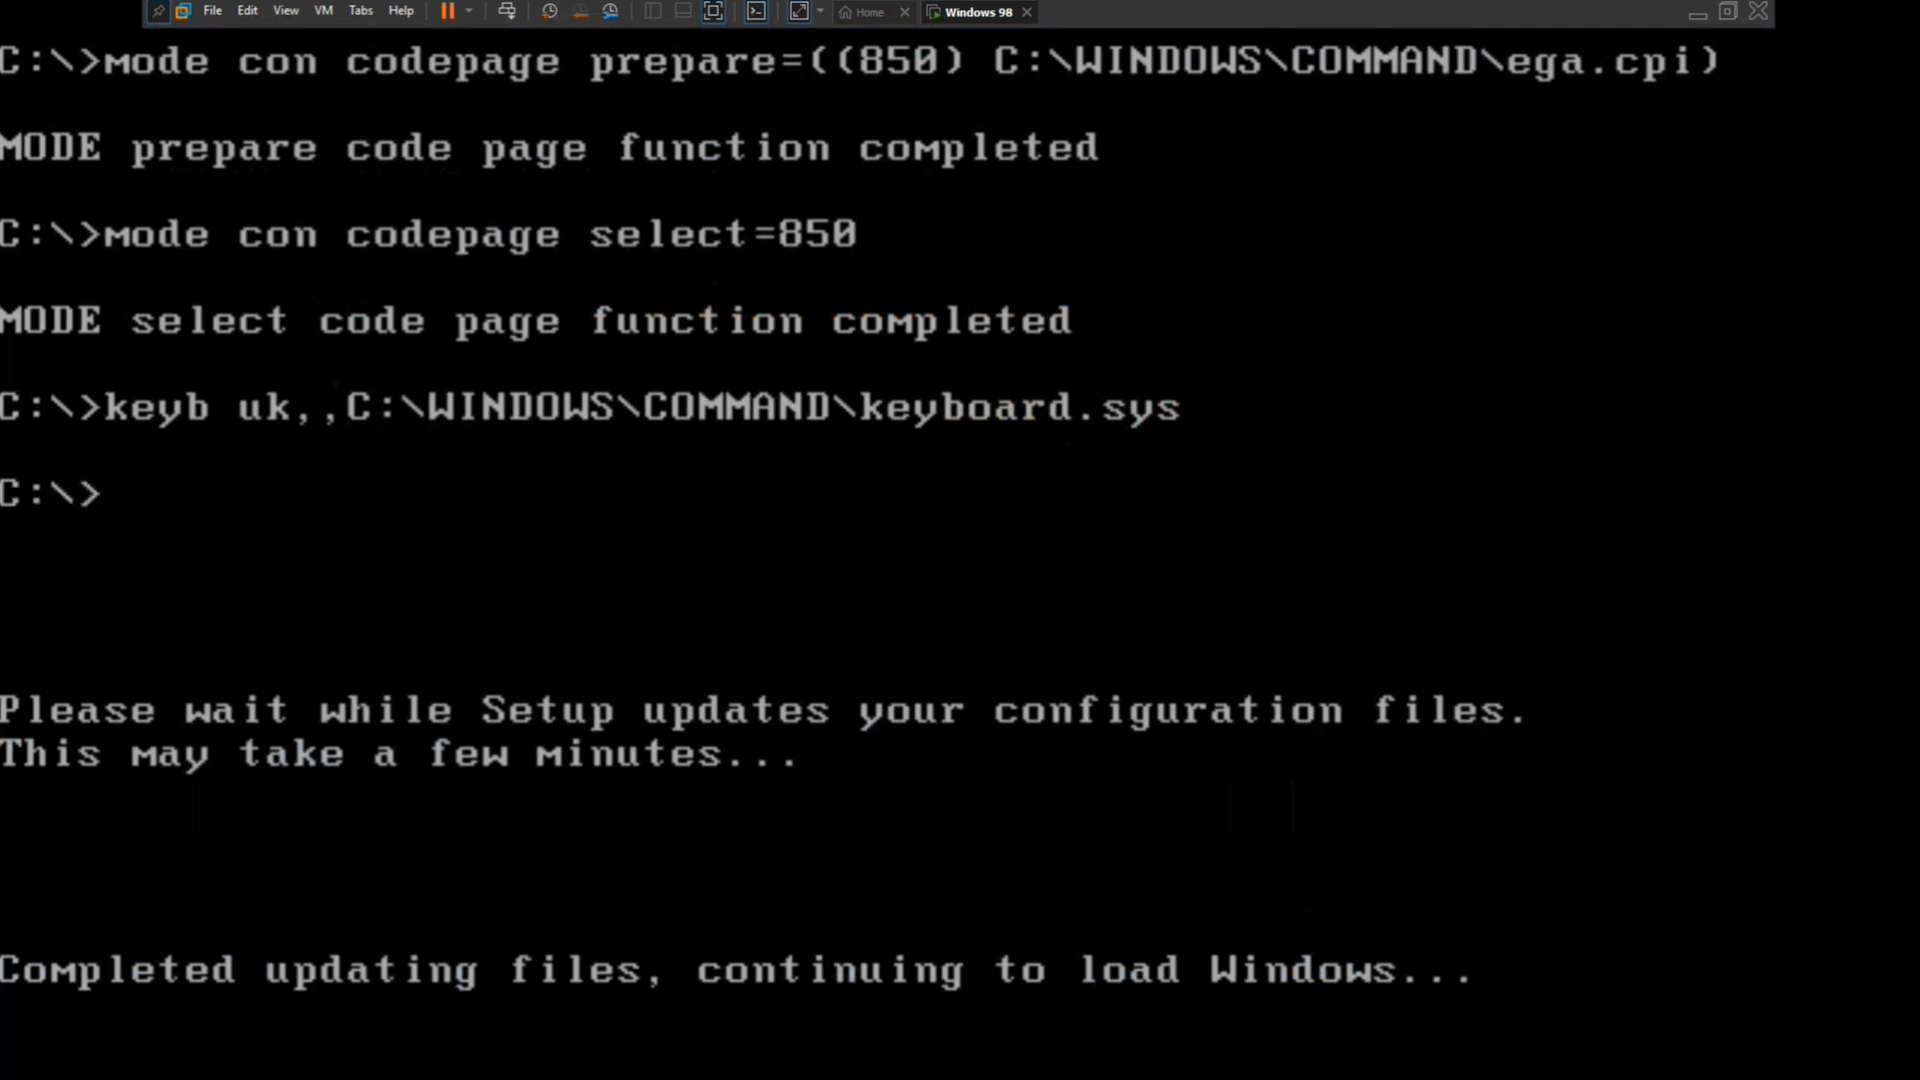 File Edit View VM Tabs Help Home Windows 98
C:\>mode con codepage prepare=((850) C:\WINDOWS\COMMAND\ega.cpi)
MODE prepare code page function completed
C:\>mode con codepage select=850
MODE select code page function completed
C:\>keyb uk,,C:\WINDOWS\COMMAND\keyboard.sys
C:\>
Please wait while Setup updates your configuration files.
This may take a few minutes...
Completed updating files, continuing to load Windows...